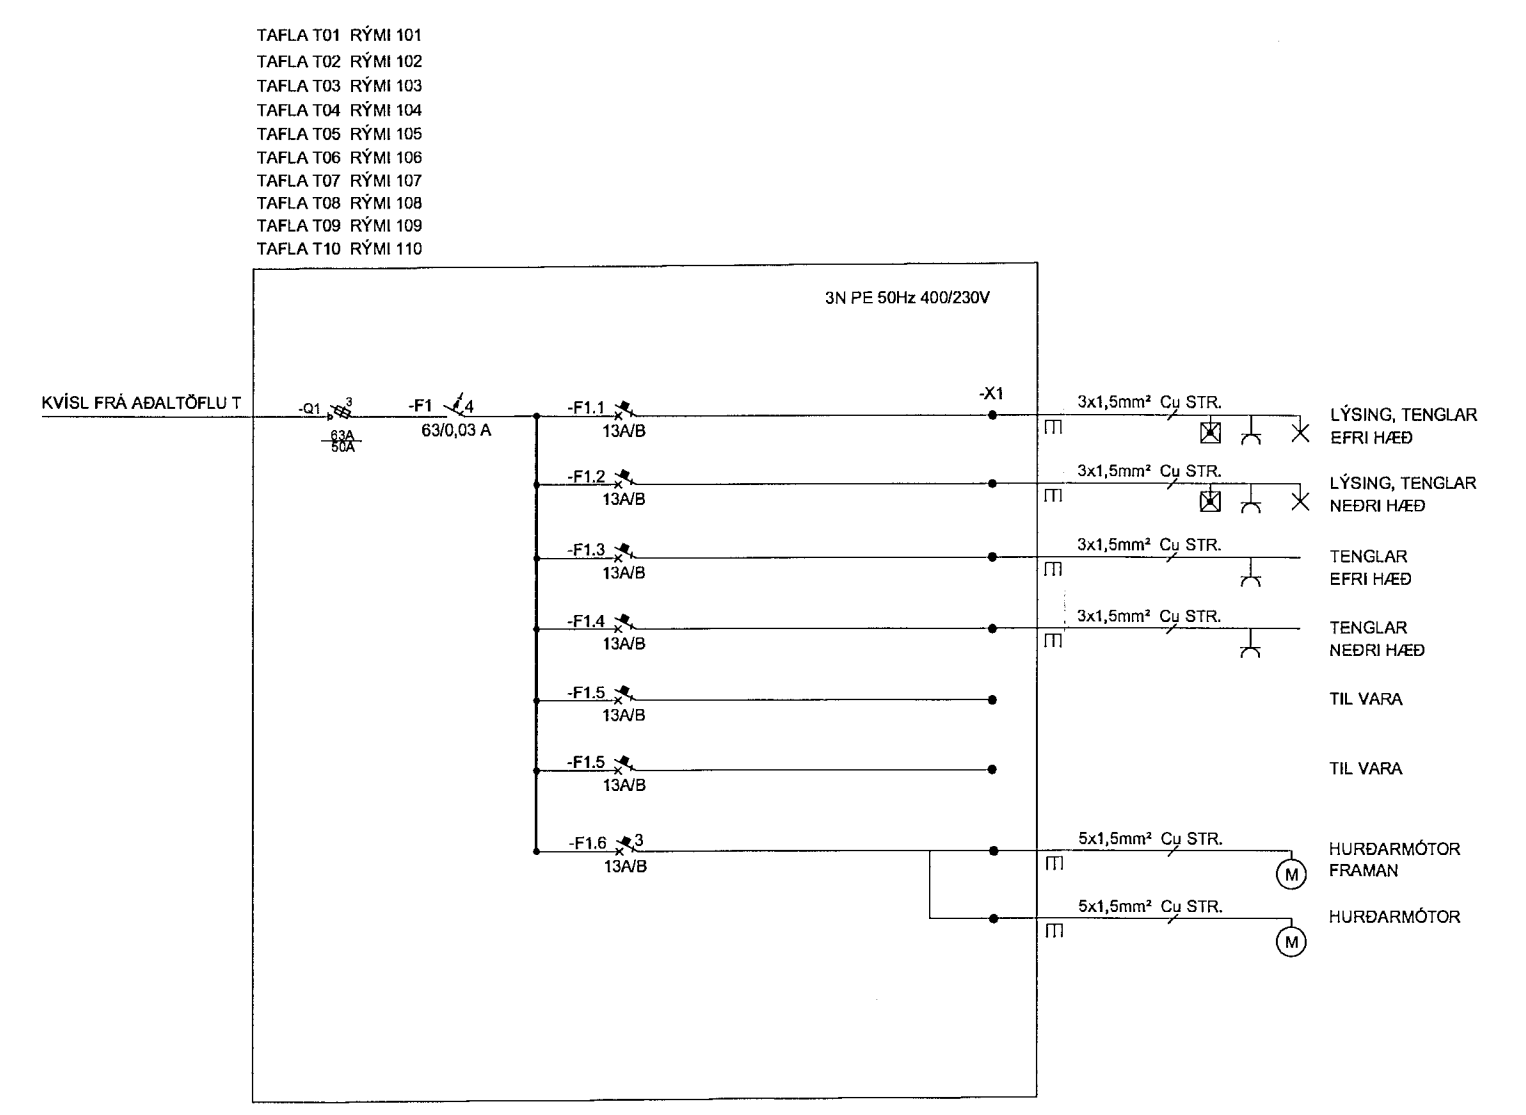 TAFLA T01 RÝMI 101
TAFLA T02 RÝMI 102
TAFLA T03 RÝMI 103
TAFLA T04 RÝMI 104
TAFLA T05 RÝMI 105
TAFLA T06 RÝMI 106
TAFLA T07 RÝMI 107
TAFLA T08 RÝMI 108
TAFLA T09 RÝMI 109
TAFLA T10 RÝMI 110
3N PE 50Hz 400/230V
KVÍSL FRÁ AÐALTÖFLU T
-Q1
3
63A
50A
-F1
4
63/0,03 A
-X1
-F1.1
13A/B
3x1,5mm² Cu STR.
LÝSING, TENGLAR
EFRI HÆÐ
-F1.2
13A/B
3x1,5mm² Cu STR.
LÝSING, TENGLAR
NEÐRI HÆÐ
-F1.3
13A/B
3x1,5mm² Cu STR.
TENGLAR
EFRI HÆÐ
-F1.4
13A/B
3x1,5mm² Cu STR.
TENGLAR
NEÐRI HÆÐ
-F1.5
13A/B
TIL VARA
-F1.5
13A/B
TIL VARA
-F1.6
3
13A/B
5x1,5mm² Cu STR.
M
HURÐARMÓTOR
FRAMAN
5x1,5mm² Cu STR.
M
HURÐARMÓTOR